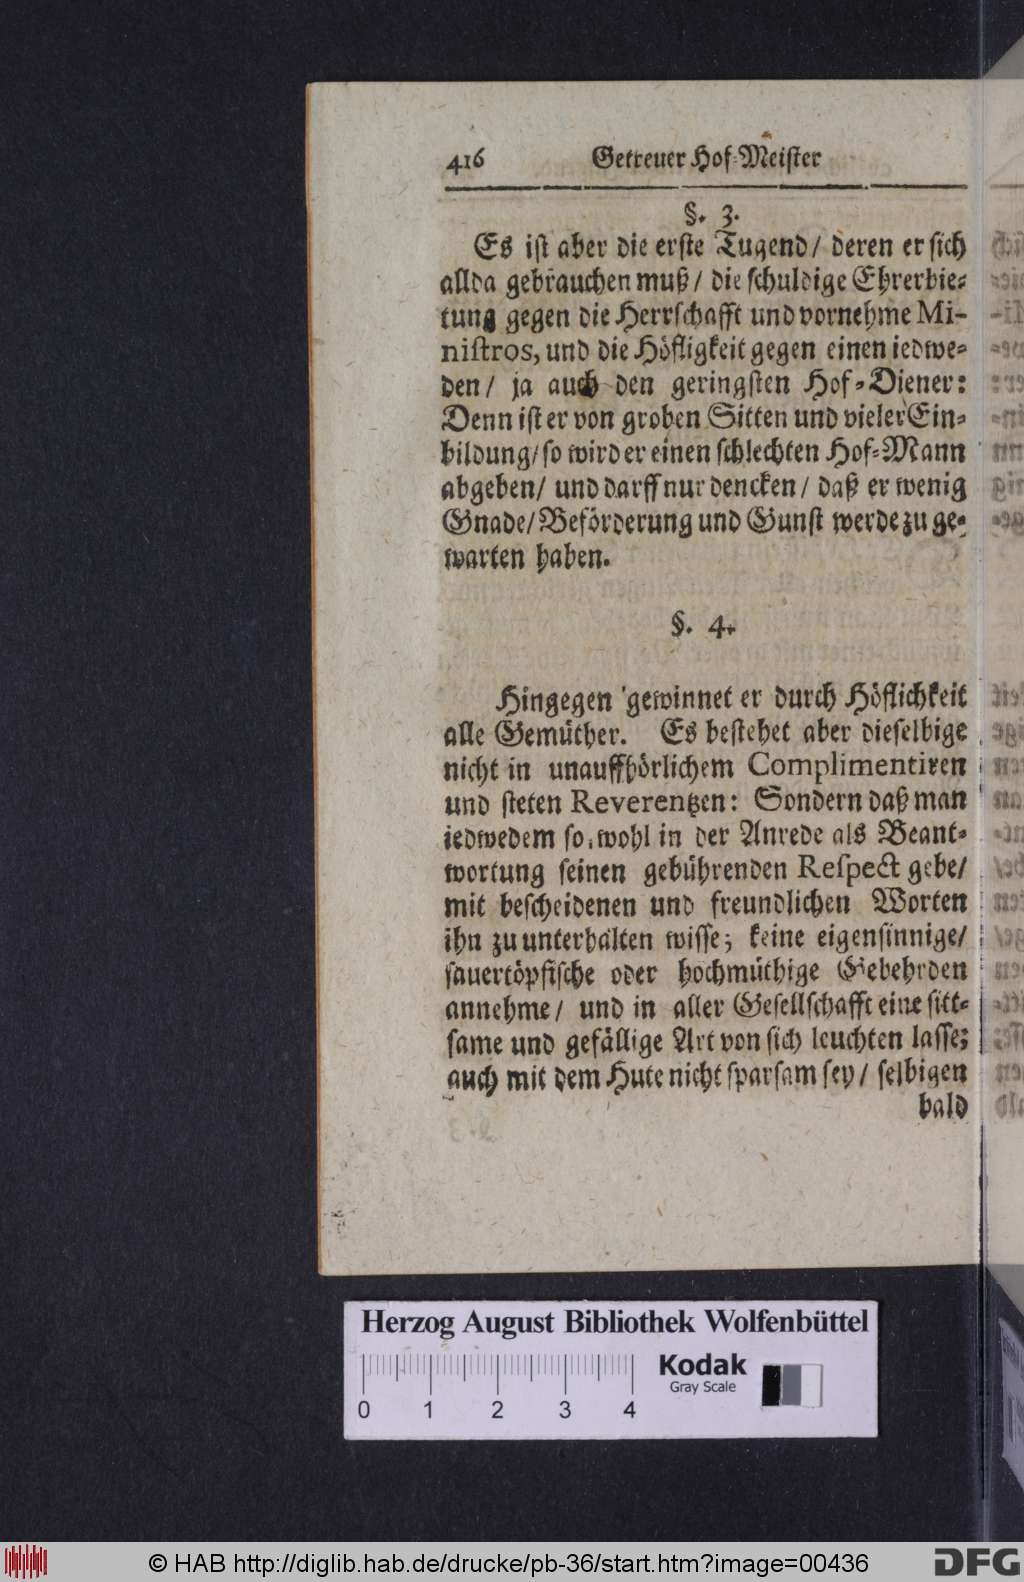 416 Getreuer Hof-Meister
§. 3.
Es ist aber die erste Tugend/ deren er sich
allda gebrauchen muß/ die schuldige Ehrerbie-
tung gegen die Herrschafft und vornehme Mi-
nistros, und die Höfligkeit gegen einen iedwe-
den/ ja auch den geringsten Hof-Diener:
Denn ist er von groben Sitten und vieler Ein-
bildung/ so wird er einen schlechten Hof-Mann
abgeben/ und darff nur dencken/ daß er wenig
Gnade/ Beförderung und Gunst werde zu ge-
warten haben.
§. 4.
Hingegen gewinnet er durch Höflichkeit
alle Gemüther. Es bestehet aber dieselbige
nicht in unauffhörlichem Complimentiren
und steten Reverentzen: Sondern daß man
iedwedem so wohl in der Anrede als Beant-
wortung seinen gebührenden Respect gebe/
mit bescheidenen und freundlichen Worten
ihn zu unterhalten wisse; keine eigensinnige/
sauertöpfische oder hochmüthige Gebehrden
annehme/ und in aller Gesellschafft eine sitt-
same und gefällige Art von sich leuchten lasse;
auch mit dem Hute nicht sparsam sey/ selbigen
bald
Herzog August Bibliothek Wolfenbüttel
Kodak
Gray Scale
0 1 2 3 4
© HAB http://diglib.hab.de/drucke/pb-36/start.htm?image=00436
DFG